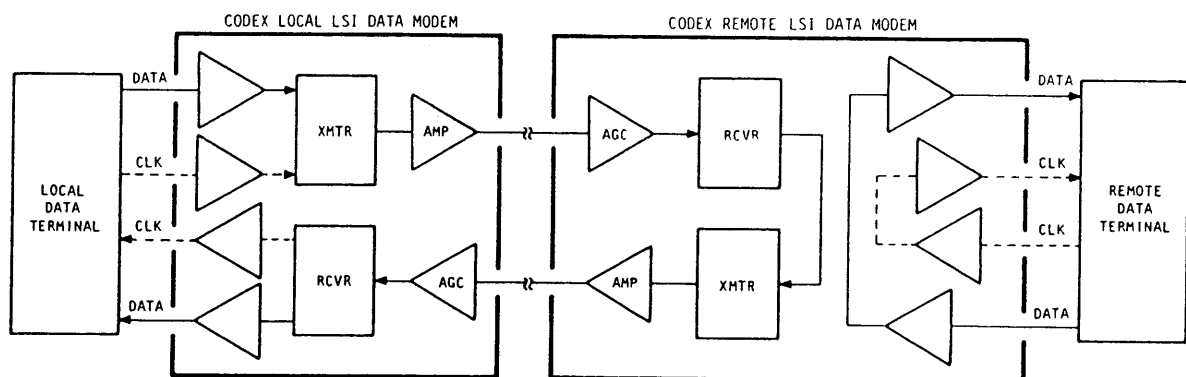 CODEX LOCAL LSI DATA MODEM
CODEX REMOTE LSI DATA MODEM
LOCAL
DATA
TERMINAL
DATA
CLK
CLK
DATA
XMTR
AMP
RCVR
AGC
AGC
RCVR
AMP
XMTR
DATA
CLK
CLK
DATA
REMOTE
DATA
TERMINAL